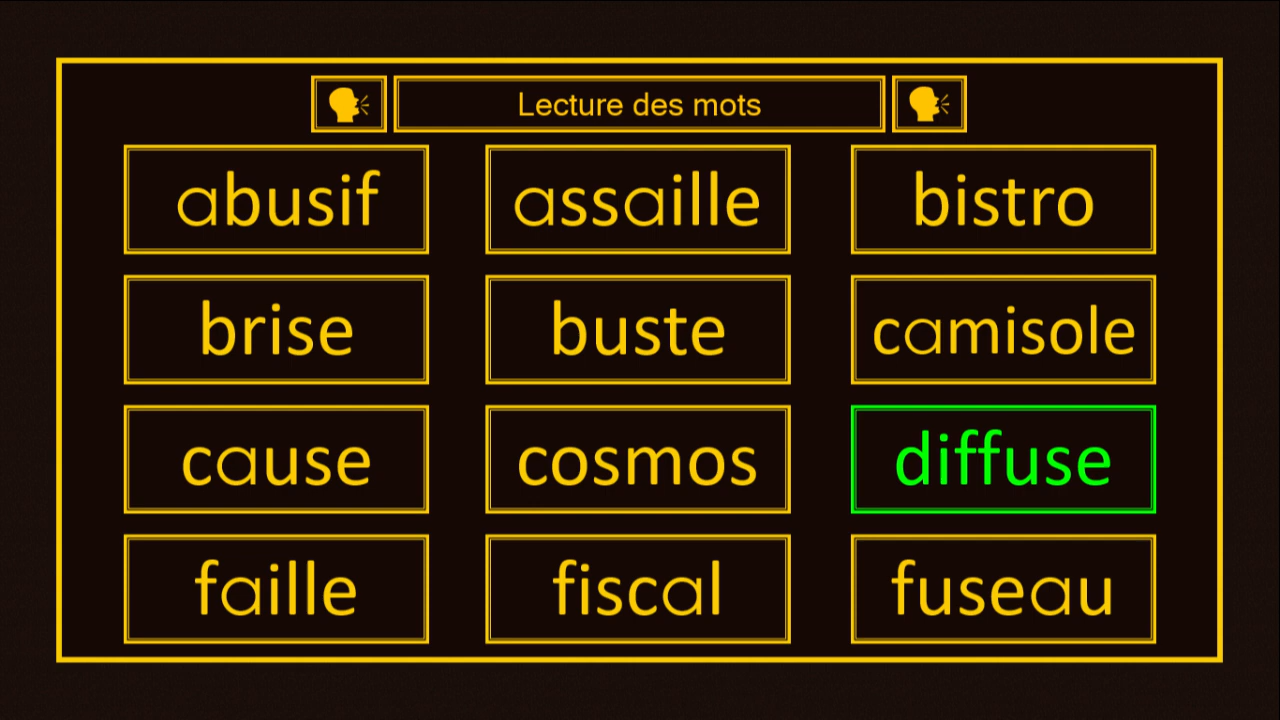 Lecture des mots
abusif
assaille
bistro
brise
buste
camisole
cause
cosmos
diffuse
faille
fiscal
fuseau